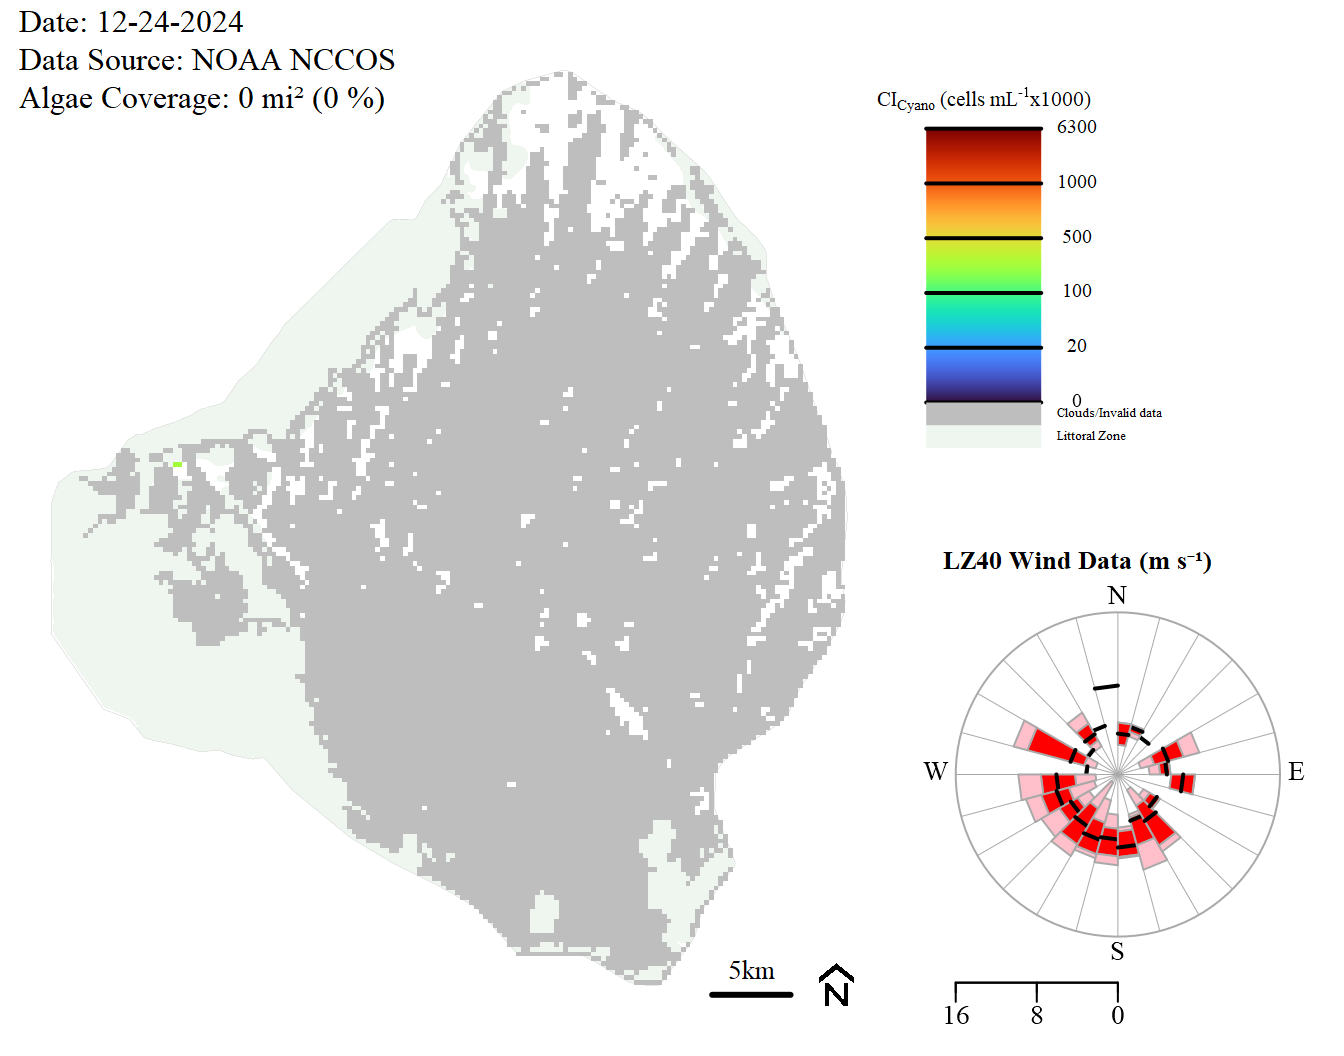 Date: 12-24-2024
Data Source: NOAA NCCOS
Algae Coverage: 0 mi² (0 %)
CICyano (cells mL-1x1000)
6300
1000
500
100
20
0
Clouds/Invalid data
Littoral Zone
LZ40 Wind Data (m s⁻¹)
N
W
E
S
5km
N
16
8
0